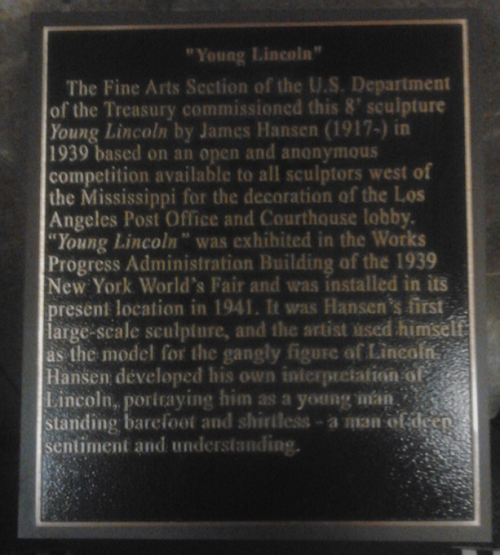 "Young Lincoln"
The Fine Arts Section of the U.S. Department
of the Treasury commissioned this 8' sculpture
Young Lincoln by James Hansen (1917-) in
1939 based on an open and anonymous
competition available to all sculptors west of
the Mississippi for the decoration of the Los
Angeles Post Office and Courthouse lobby.
"Young Lincoln" was exhibited in the Works
Progress Administration Building of the 1939
New York World's Fair and was installed in its
present location in 1941. It was Hansen's first
large-scale sculpture, and the artist used himself
as the model for the gangly figure of Lincoln.
Hansen developed his own interpretation of
Lincoln, portraying him as a young man
standing barefoot and shirtless - a man of deep
sentiment and understanding.